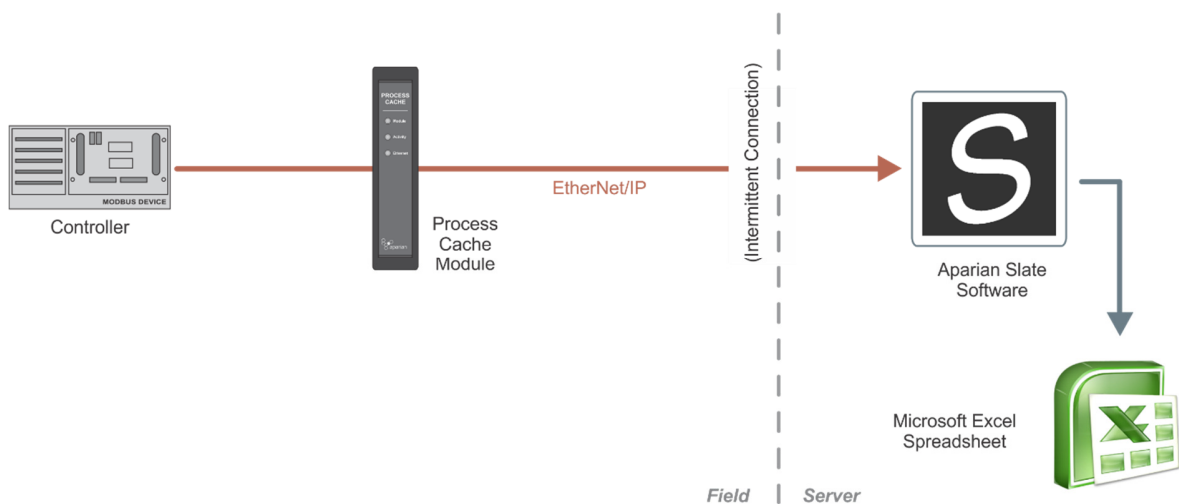 MODBUS DEVICE
Controller
PROCESS
CACHE
Module
Activity
Ethernet
aparian
Process
Cache
Module
EtherNet/IP
(Intermittent Connection)
S
Aparian Slate
Software
Microsoft Excel
Spreadsheet
X
Field
Server